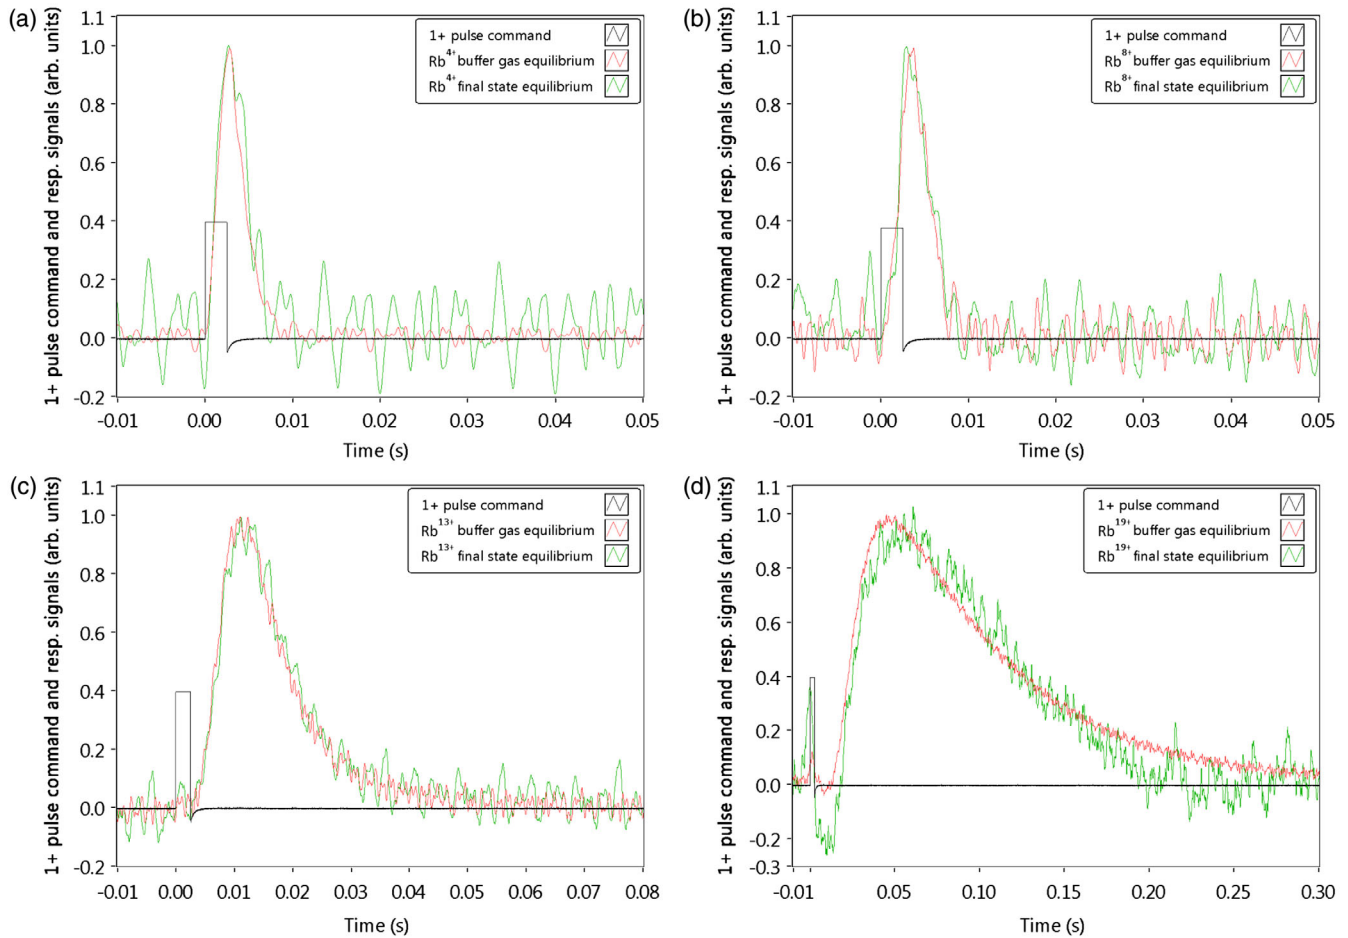 (a)
1+ pulse command and resp. signals (arb. units)
1.1
1.0
0.8
0.6
0.4
0.2
0.0
-0.2
-0.01
0.00
0.01
0.02
0.03
0.04
0.05
Time (s)
1+ pulse command
Rb4+ buffer gas equilibrium
Rb4+ final state equilibrium
(b)
1+ pulse command and resp. signals (arb. units)
1.1
1.0
0.8
0.6
0.4
0.2
0.0
-0.2
-0.01
0.00
0.01
0.02
0.03
0.04
0.05
Time (s)
1+ pulse command
Rb8+ buffer gas equilibrium
Rb8+ final state equilibrium
(c)
1+ pulse command and resp. signals (arb. units)
1.1
1.0
0.8
0.6
0.4
0.2
0.0
-0.2
-0.01
0.00
0.01
0.02
0.03
0.04
0.05
0.06
0.07
0.08
Time (s)
1+ pulse command
Rb13+ buffer gas equilibrium
Rb13+ final state equilibrium
(d)
1+ pulse command and resp. signals (arb. units)
1.1
1.0
0.8
0.6
0.4
0.2
0.0
-0.2
-0.3
-0.01
0.05
0.10
0.15
0.20
0.25
0.30
Time (s)
1+ pulse command
Rb19+ buffer gas equilibrium
Rb19+ final state equilibrium